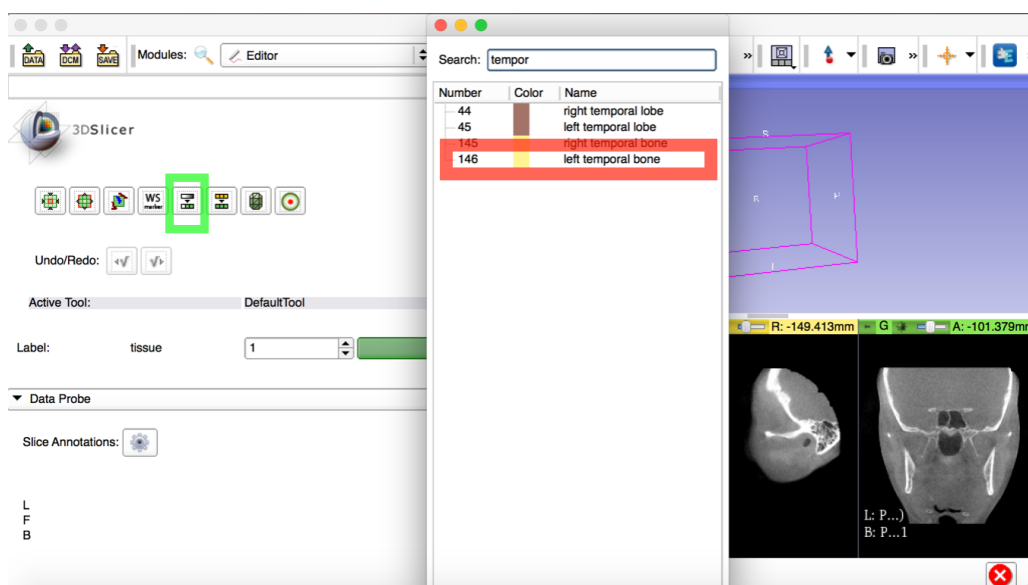 DATA
DCM
SAVE
Modules:
Editor
»
»
3DSlicer
WS
marker
Undo/Redo:
Active Tool:
DefaultTool
Label:
tissue
1
Data Probe
Slice Annotations:
L
F
B
Search: tempor
Number Color Name
44 right temporal lobe
45 left temporal lobe
145 right temporal bone
146 left temporal bone
S
P
L
R: -149.413mm
G
A: -101.379mm
L: P...)
B: P...1